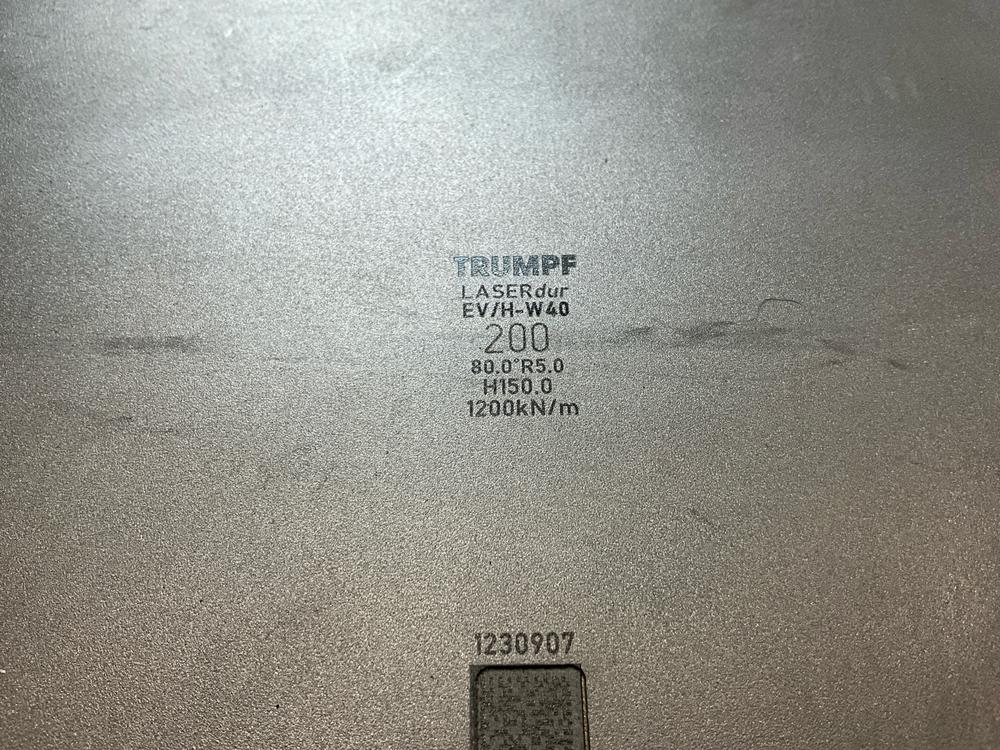 TRUMPF
LASERdur
EV/H-W40
200
80.0°R5.0
H150.0
1200kN/m
1230907